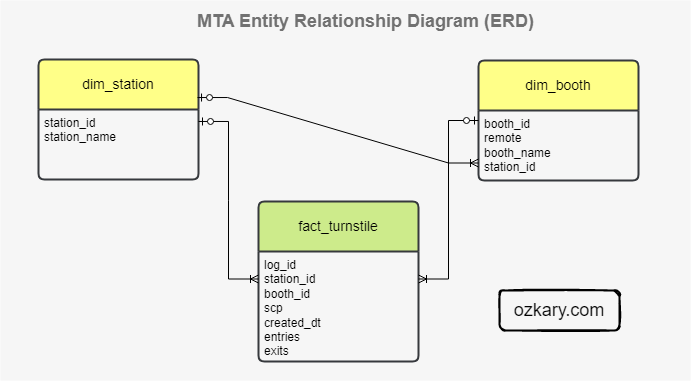 MTA Entity Relationship Diagram (ERD)
dim_station
station_id
station_name
dim_booth
booth_id
remote
booth_name
station_id
fact_turnstile
log_id
station_id
booth_id
scp
created_dt
entries
exits
ozkary.com